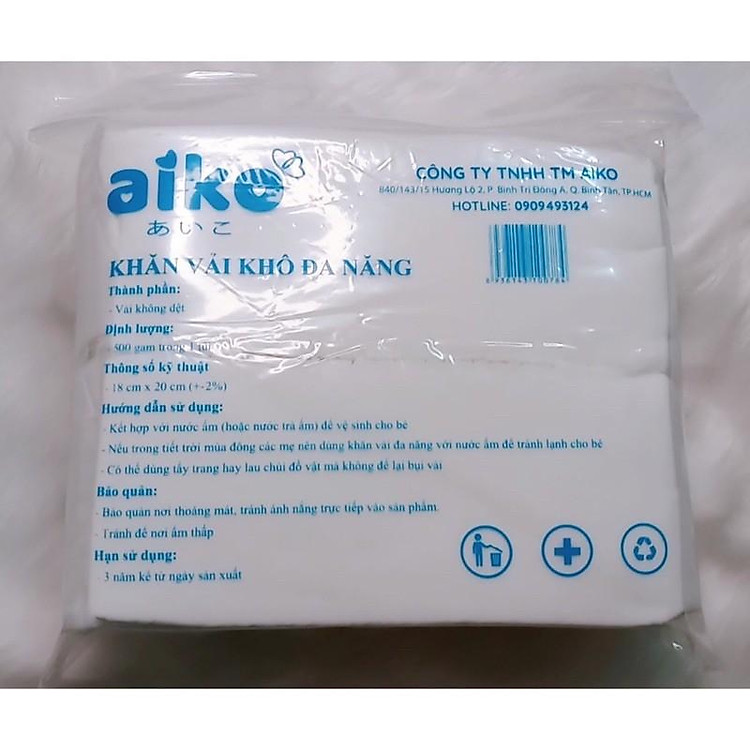 aiko
あいこ
CÔNG TY TNHH TM AIKO
840/143/15 Hương Lộ 2, P. Bình Trị Đông A, Q. Bình Tân, TP.HCM
HOTLINE: 0909493124
KHĂN VẢI KHÔ ĐA NĂNG
Thành phần:
- Vải không dệt
Định lượng:
- 500 gam trong
Thông số kỹ thuật
- 18 cm x 20 cm (+-2%)
Hướng dẫn sử dụng:
- Kết hợp với nước ấm (hoặc nước trà ấm) để vệ sinh cho bé
- Nếu trong tiết trời mùa đông các mẹ nên dùng khăn vải đa năng với nước ấm để tránh lạnh cho bé
- Có thể dùng tẩy trang hay lau chùi đồ vật mà không để lại bụi vải
Bảo quản:
- Bảo quản nơi thoáng mát, tránh ánh nắng trực tiếp vào sản phẩm.
- Tránh để nơi ẩm thấp
Hạn sử dụng:
- 3 năm kể từ ngày sản xuất